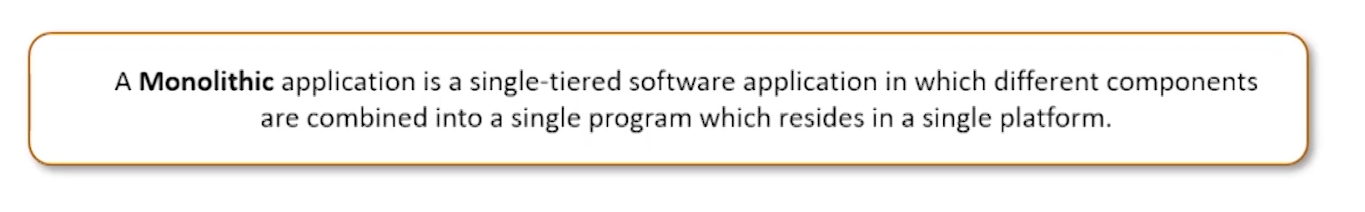 A Monolithic application is a single-tiered software application in which different components
are combined into a single program which resides in a single platform.